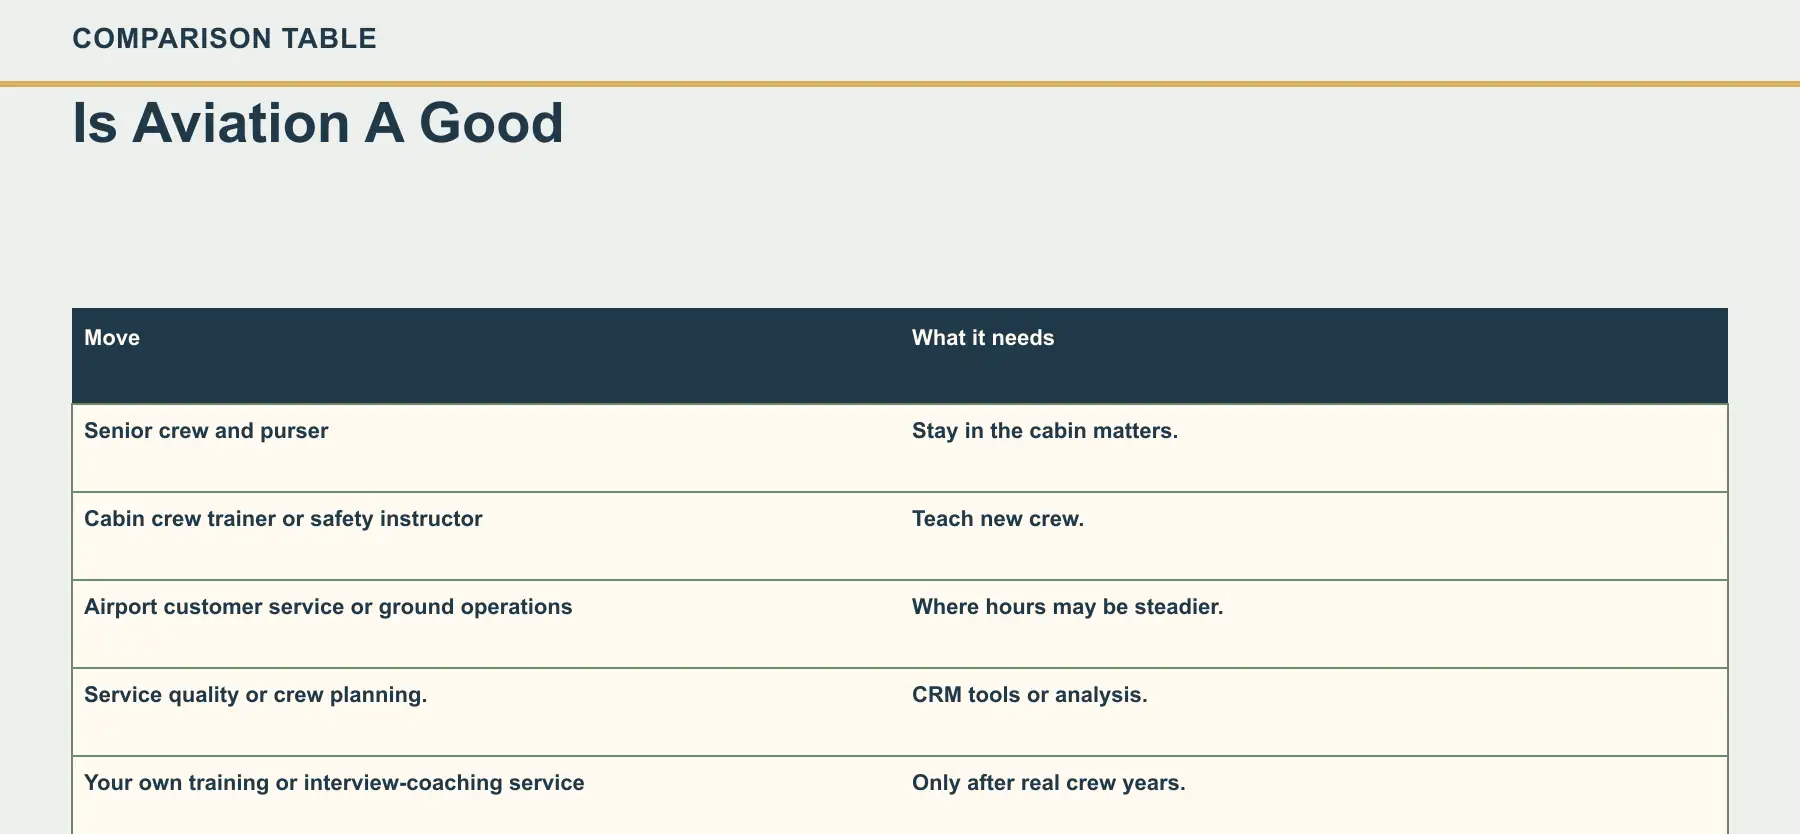 COMPARISON TABLE
Is Aviation A Good
Move What it needs
Senior crew and purser Stay in the cabin matters.
Cabin crew trainer or safety instructor Teach new crew.
Airport customer service or ground operations Where hours may be steadier.
Service quality or crew planning. CRM tools or analysis.
Your own training or interview-coaching service Only after real crew years.